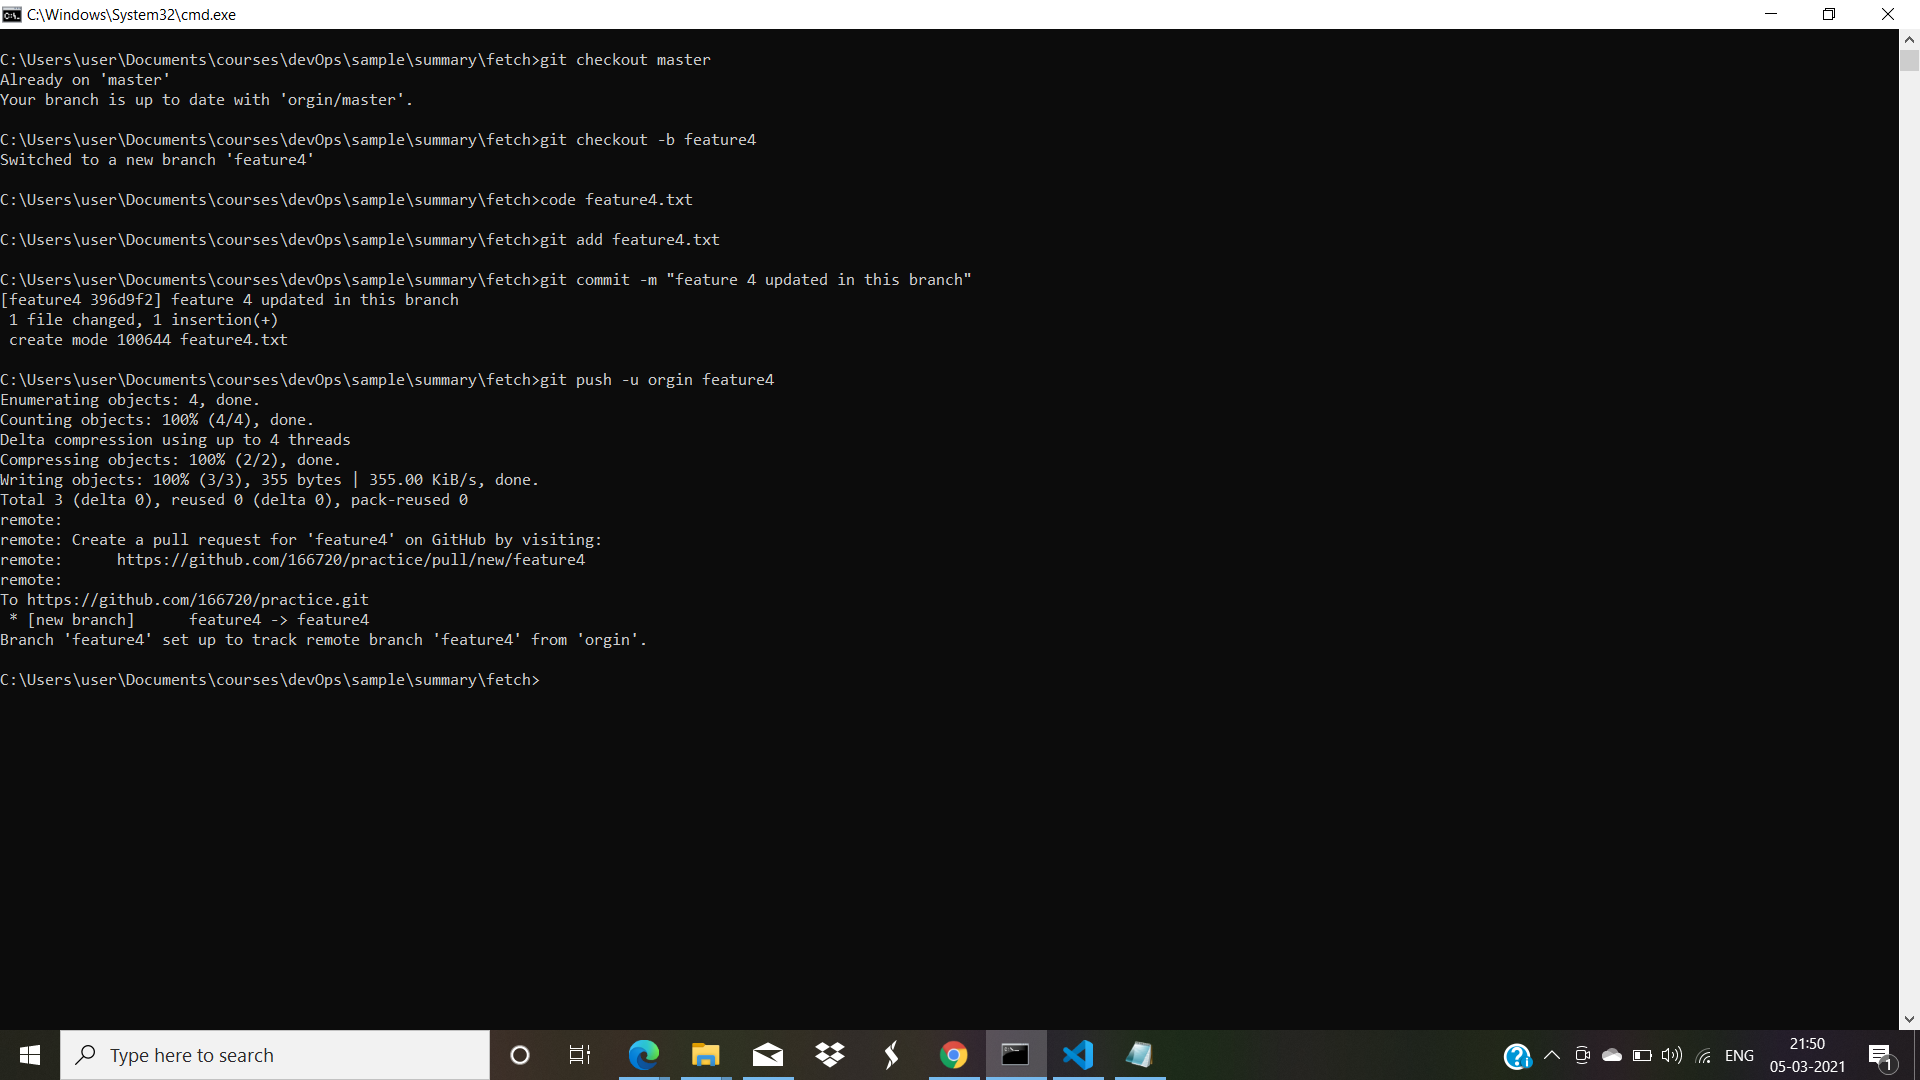 C:\Windows\System32\cmd.exe
C:\Users\user\Documents\courses\devOps\sample\summary\fetch>git checkout master
Already on 'master'
Your branch is up to date with 'orgin/master'.
C:\Users\user\Documents\courses\devOps\sample\summary\fetch>git checkout -b feature4
Switched to a new branch 'feature4'
C:\Users\user\Documents\courses\devOps\sample\summary\fetch>code feature4.txt
C:\Users\user\Documents\courses\devOps\sample\summary\fetch>git add feature4.txt
C:\Users\user\Documents\courses\devOps\sample\summary\fetch>git commit -m "feature 4 updated in this branch"
[feature4 396d9f2] feature 4 updated in this branch
 1 file changed, 1 insertion(+)
 create mode 100644 feature4.txt
C:\Users\user\Documents\courses\devOps\sample\summary\fetch>git push -u orgin feature4
Enumerating objects: 4, done.
Counting objects: 100% (4/4), done.
Delta compression using up to 4 threads
Compressing objects: 100% (2/2), done.
Writing objects: 100% (3/3), 355 bytes | 355.00 KiB/s, done.
Total 3 (delta 0), reused 0 (delta 0), pack-reused 0
remote:
remote: Create a pull request for 'feature4' on GitHub by visiting:
remote:      https://github.com/166720/practice/pull/new/feature4
remote:
To https://github.com/166720/practice.git
 * [new branch]      feature4 -> feature4
Branch 'feature4' set up to track remote branch 'feature4' from 'orgin'.
C:\Users\user\Documents\courses\devOps\sample\summary\fetch>
Type here to search
ENG
21:50
05-03-2021
1